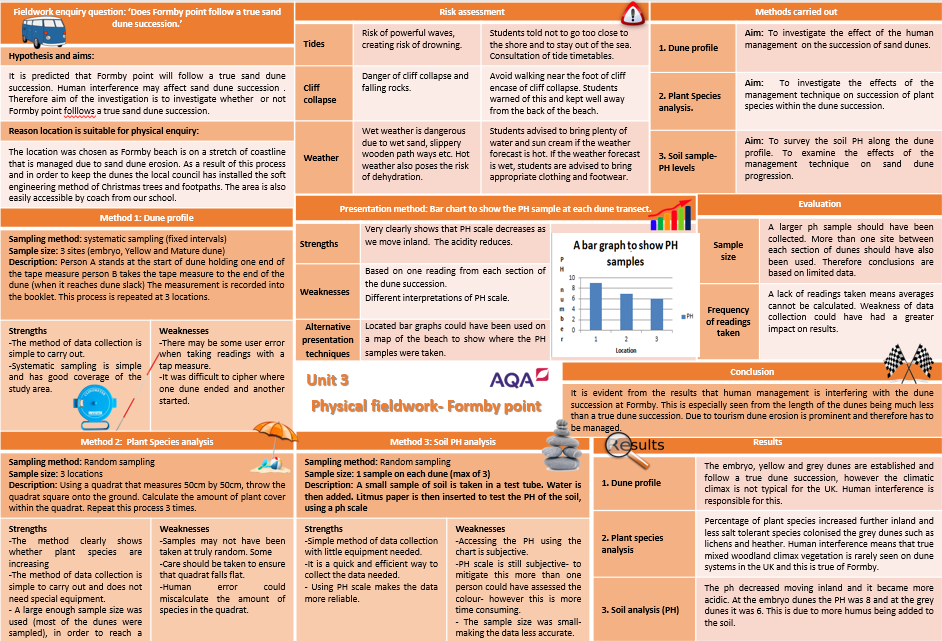 Fieldwork enquiry question: 'Does Formby point follow a true sand
dune succession.'
Hypothesis and aims:
It is predicted that Formby point will follow a true sand dune
succession. Human interference may affect sand dune succession .
Therefore aim of the investigation is to investigate whether or not
Formby point folllows a true sand dune succession.
Reason location is suitable for physical enquiry:
The location was chosen as Formby beach is on a stretch of coastline
that is managed due to sand dune erosion. As a result of this process
and in order to keep the dunes the local council has installed the soft
engineering method of Christmas trees and footpaths. The area is also
easily accessible by coach from our school.
Risk assessment
Tides
Risk of powerful waves,
creating risk of drowning.
Students told not to go too close to
the shore and to stay out of the sea.
Consultation of tide timetables.
Cliff
collapse
Danger of cliff collapse and
falling rocks.
Avoid walking near the foot of cliff
encase of cliff collapse. Students
warned of this and kept well away
from the back of the beach.
Weather
Wet weather is dangerous
due to wet sand, slippery
wooden path ways etc. Hot
weather also poses the risk
of dehydration.
Students advised to bring plenty of
water and sun cream if the weather
forecast is hot. If the weather forecast
is wet, students are advised to bring
appropriate clothing and footwear.
Methods carried out
1. Dune profile
Aim: To investigate the effect of the human
management on the succession of sand dunes.
2. Plant Species
analysis.
Aim: To investigate the effects of the
management technique on succession of plant
species within the dune succession.
3. Soil sample-
PH levels
Aim: To survey the soil PH along the dune
profile. To examine the effects of the
management technique on sand dune
progression.
Method 1: Dune profile
Sampling method: systematic sampling (fixed intervals)
Sample size: 3 sites (embryo, Yellow and Mature dune)
Description: Person A stands at the start of dune holding one end of
the tape measure person B takes the tape measure to the end of the
dune (when it reaches dune slack) The measurement is recorded into
the booklet. This process is repeated at 3 locations.
Strengths
-The method of data collection is
simple to carry out.
-Systematic sampling is simple
and has good coverage of the
study area.
Weaknesses
-There may be some user error
when taking readings with a
tap measure.
-It was difficult to cipher where
one dune ended and another
started.
Presentation method: Bar chart to show the PH sample at each dune transect.
Strengths
Very clearly shows that PH scale decreases as
we move inland. The acidity reduces.
Weaknesses
Based on one reading from each section of
the dune succession.
Different interpretations of PH scale.
Alternative
presentation
techniques
Located bar graphs could have been used on
a map of the beach to show where the PH
samples were taken.
A bar graph to show PH
samples
PH number
10
8
6
4
2
0
1 2 3
Location
PH
Evaluation
Sample
size
A larger ph sample should have been
collected. More than one site between
each section of dunes should have also
been used. Therefore conclusions are
based on limited data.
Frequency
of readings
taken
A lack of readings taken means averages
cannot be calculated. Weakness of data
collection could have had a greater
impact on results.
Unit 3
AQA
Physical fieldwork- Formby point
Conclusion
It is evident from the results that human management is interfering with the dune
succession at Formby. This is especially seen from the length of the dunes being much less
than a true dune succession. Due to tourism dune erosion is prominent and therefore has to
be managed.
Method 2: Plant Species analysis
Sampling method: Random sampling
Sample size: 3 locations
Description: Using a quadrat that measures 50cm by 50cm, throw the
quadrat square onto the ground. Calculate the amount of plant cover
within the quadrat. Repeat this process 3 times.
Strengths
-The method clearly shows
whether plant species are
increasing
-The method of data collection is
simple to carry out and does not
need special equipment.
- A large enough sample size was
used (most of the dunes were
sampled), in order to reach a
Weaknesses
-Samples may not have been
taken at truly random. Some
-Care should be taken to ensure
that quadrat falls flat.
-Human error could
miscalculate the amount of
species in the quadrat.
Method 3: Soil PH analysis
Sampling method: Random sampling
Sample size: 1 sample on each dune (max of 3)
Description: A small sample of soil is taken in a test tube. Water is
then added. Litmus paper is then inserted to test the PH of the soil,
using a ph scale
Strengths
-Simple method of data collection
with little equipment needed.
-It is a quick and efficient way to
collect the data needed.
- Using PH scale makes the data
more reliable.
Weaknesses
-Accessing the PH using the
chart is subjective.
-PH scale is still subjective- to
mitigate this more than one
person could have assessed the
colour- however this is more
time consuming.
- The sample size was small-
making the data less accurate.
Results
Results
1. Dune profile
The embryo, yellow and grey dunes are established and
follow a true dune succession, however the climatic
climax is not typical for the UK. Human interference is
responsible for this.
2. Plant species
analysis
Percentage of plant species increased further inland and
less salt tolerant species colonised the grey dunes such as
lichens and heather. Human interference means that true
mixed woodland climax vegetation is rarely seen on dune
systems in the UK and this is true of Formby.
3. Soil analysis (PH)
The ph decreased moving inland and it became more
acidic. At the embryo dunes the PH was 8 and at the grey
dunes it was 6. This is due to more humus being added to
the soil.